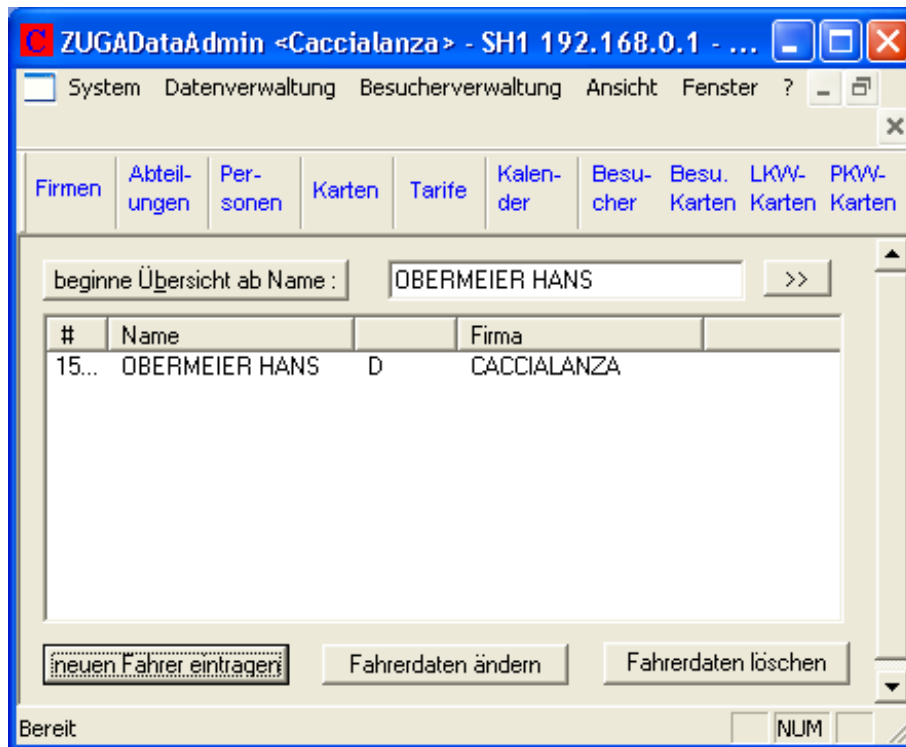 C ZUGADataAdmin <Caccialanza> - SH1 192.168.0.1 - ...
System Datenverwaltung Besucherverwaltung Ansicht Fenster ?
Firmen Abteil- Per- Karten Tarife Kalen- Besu- Besu. LKW- PKW-
ungen sonen der cher Karten Karten Karten
beginne Übersicht ab Name : OBERMEIER HANS >>
# Name Firma
15... OBERMEIER HANS D CACCIALANZA
neuen Fahrer eintragen Fahrerdaten ändern Fahrerdaten löschen
Bereit NUM